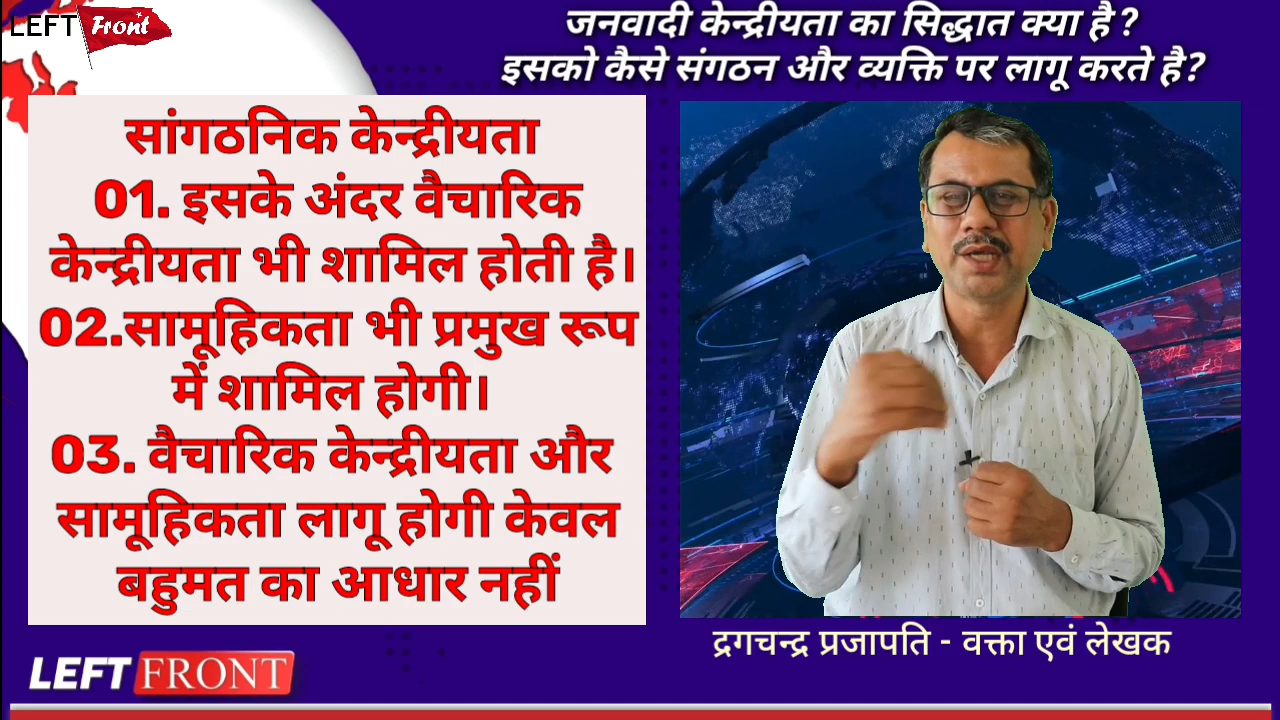 LEFT Front
जनवादी केन्द्रीयता का सिद्धात क्या है ?
इसको कैसे संगठन और व्यक्ति पर लागू करते है?
सांगठनिक केन्द्रीयता
01. इसके अंदर वैचारिक
केन्द्रीयता भी शामिल होती है।
02.सामूहिकता भी प्रमुख रूप
में शामिल होगी।
03. वैचारिक केन्द्रीयता और
सामूहिकता लागू होगी केवल
बहुमत का आधार नहीं
द्रगचन्द्र प्रजापति - वक्ता एवं लेखक
LEFT FRONT